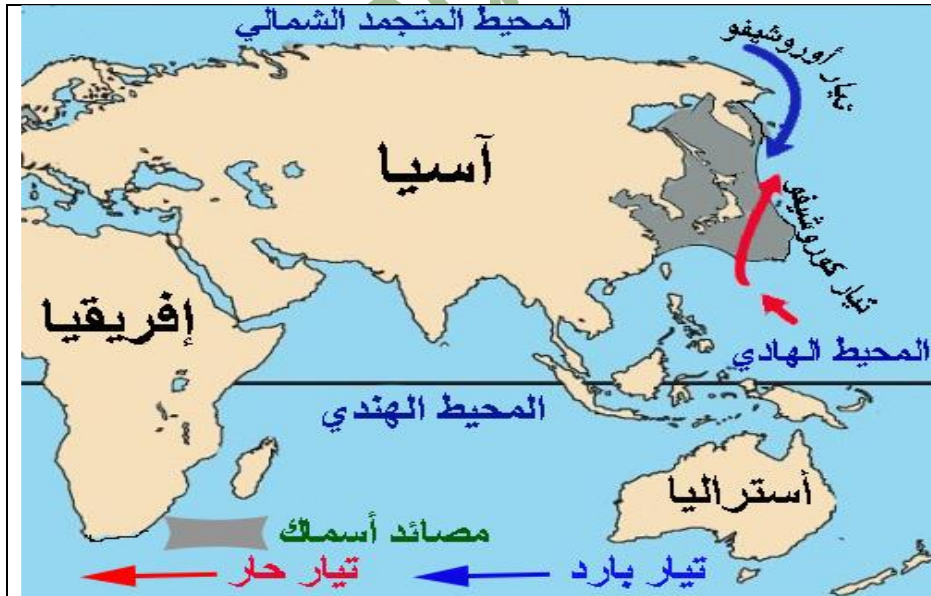 المحيط المتجمد الشمالي
تيار أوروشيفو
آسيا
تيار كوروشيفو
إفريقيا
المحيط الهادي
المحيط الهندي
أستراليا
مصائد أسماك
تيار بارد
تيار حار